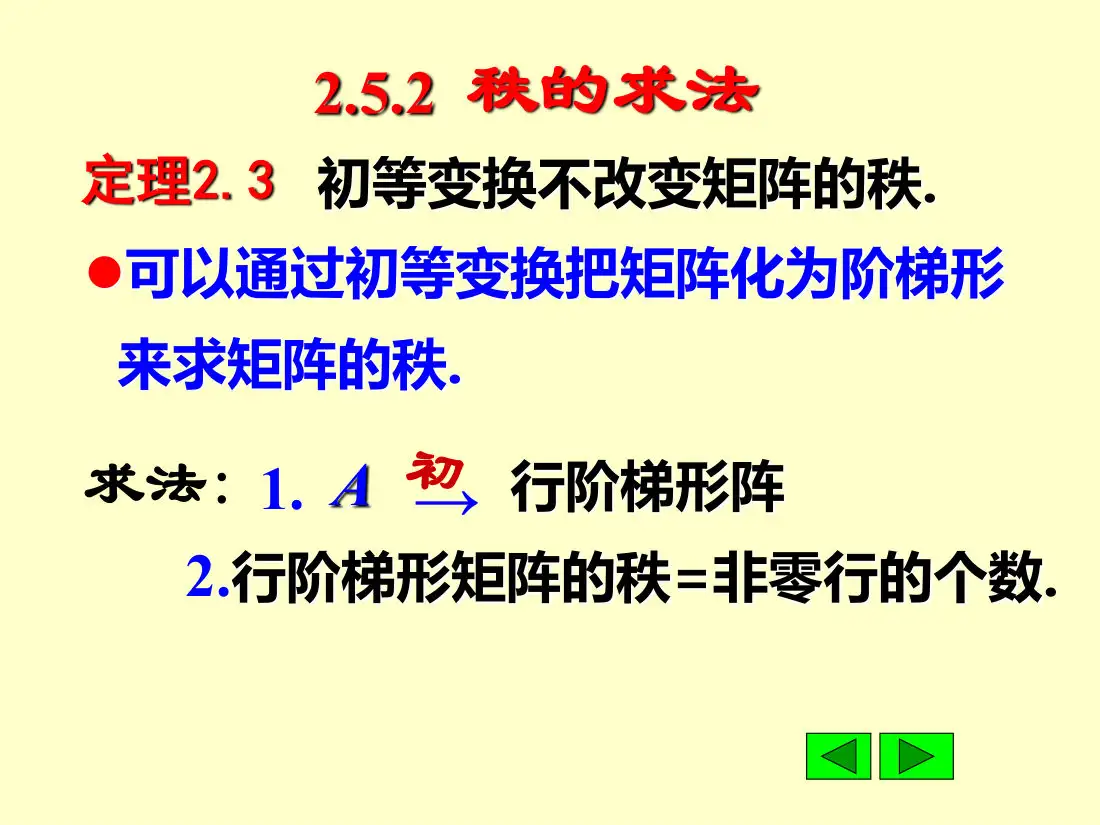 2.5.2 秩的求法
定理2.3 初等变换不改变矩阵的秩.
●可以通过初等变换把矩阵化为阶梯形
来求矩阵的秩.
求法: 1. A 初→ 行阶梯形阵
2.行阶梯形矩阵的秩=非零行的个数.